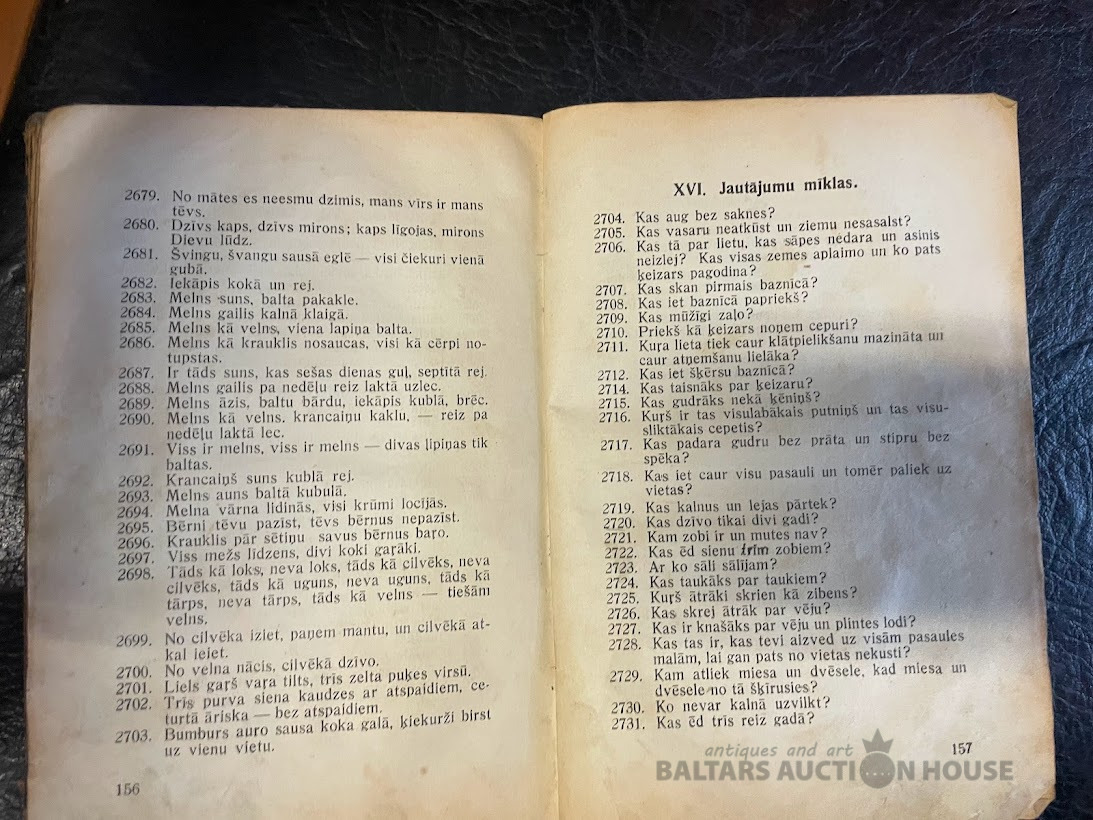 2679. No mātes es neesmu dzimis, mans vīrs ir mans
tēvs.
2680. Dzīvs kaps, dzīvs mirons; kaps līgojas, mirons
Dievu lūdz.
2681. Švingu, švangu sausā eglē — visi čiekuri vienā
gubā.
2682. Iekāpis kokā un rej.
2683. Melns suns, balta pakakle.
2684. Melns gailis kalnā klaigā.
2685. Melns kā velns, viena lapiņa balta.
2686. Melns kā krauklis nosaucas, visi kā cērpi no-
tupstas.
2687. Ir tāds suns, kas sešas dienas guļ, septītā rej.
2688. Melns gailis pa nedēļu reiz laktā uzlec.
2689. Melns āzis, baltu bārdu, iekāpis kublā, brēc.
2690. Melns kā velns, krancaiņu kaklu, — reiz pa
nedēļu laktā lec.
2691. Viss ir melns, viss ir melns — divas lipiņas tik
baltas.
2692. Krancaiņš suns kublā rej.
2693. Melns auns baltā kubulā.
2694. Melna vārna lidinās, visi krūmi locījās.
2695. Bērni tēvu pazīst, tēvs bērnus nepazīst.
2696. Krauklis pār sētiņu savus bērnus baŗo.
2697. Viss mežs līdzens, divi koki gaŗāki.
2698. Tāds kā loks, neva loks, tāds kā cilvēks, neva
cilvēks, tāds kā uguns, neva uguns, tāds kā
tārps, neva tārps, tāds kā velns — tiešām
velns.
2699. No cilvēka iziet, paņem mantu, un cilvēkā at-
kal ieiet.
2700. No velna nācis, cilvēkā dzīvo.
2701. Liels gaŗš vaŗa tilts, trīs zelta puķes virsū.
2702. Trīs purva siena kaudzes ar atspaidiem, ce-
turtā āriska — bez atspaidiem.
2703. Bumburs auro sausa koka galā, ķiekurži birst
uz vienu vietu.
156
XVI. Jautājumu mīklas.
2704. Kas aug bez saknes?
2705. Kas vasaru neatkūst un ziemu nesasalst?
2706. Kas tā par lietu, kas sāpes nedara un asinis
neizlej? Kas visas zemes aplaimo un ko pats
ķeizars pagodina?
2707. Kas skan pirmais baznīcā?
2708. Kas iet baznīcā papriekš?
2709. Kas mūžīgi zaļo?
2710. Priekš kā ķeizars noņem cepuri?
2711. Kuŗa lieta tiek caur klātpielikšanu mazināta un
caur atņemšanu lielāka?
2712. Kas iet šķērsu baznīcā?
2714. Kas taisnāks par ķeizaru?
2715. Kas gudrāks nekā ķēniņš?
2716. Kuŗš ir tas visulabākais putniņš un tas visu-
sliktākais cepetis?
2717. Kas padara gudru bez prāta un stipru bez
spēka?
2718. Kas iet caur visu pasauli un tomēr paliek uz
vietas?
2719. Kas kalnus un lejas pārtek?
2720. Kas dzīvo tikai divi gadi?
2721. Kam zobi ir un mutes nav?
2722. Kas ēd sienu trim zobiem?
2723. Ar ko sāli sālījam?
2724. Kas taukāks par taukiem?
2725. Kuŗš ātrāki skrien kā zibens?
2726. Kas skrej ātrāk par vēju?
2727. Kas ir knašāks par vēju un plintes lodi?
2728. Kas tas ir, kas tevi aizved uz visām pasaules
malām, lai gan pats no vietas nekusti?
2729. Kam atliek miesa un dvēsele, kad miesa un
dvēsele no tā šķirusies?
2730. Ko nevar kalnā uzvilkt?
2731. Kas ēd trīs reiz gadā?
157
antiques and art
BALTARS AUCTION HOUSE